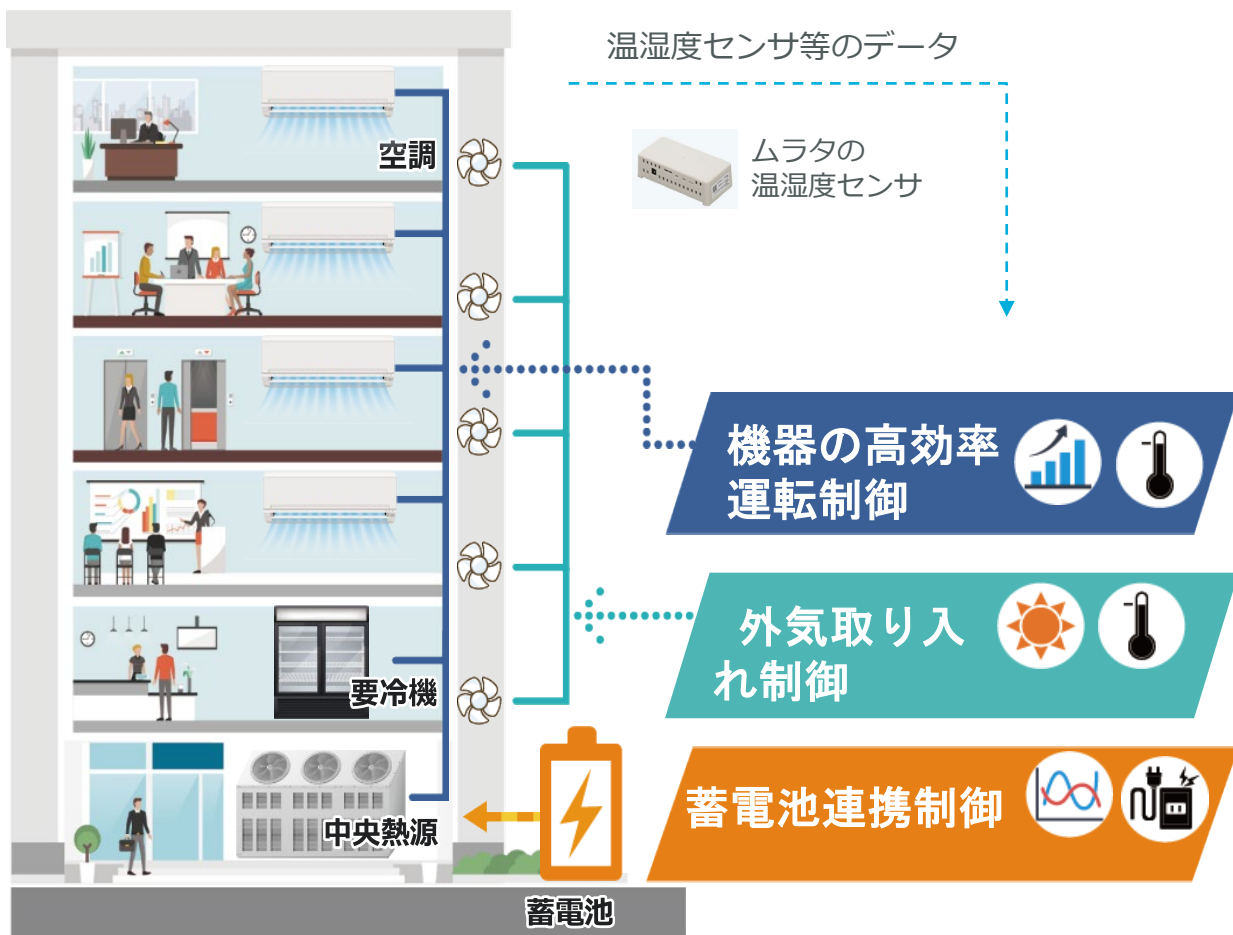 温湿度センサ等のデータ
ムラタの
温湿度センサ
空調
機器の高効率
運転制御
外気取り入
れ制御
要冷機
蓄電池連携制御
中央熱源
蓄電池